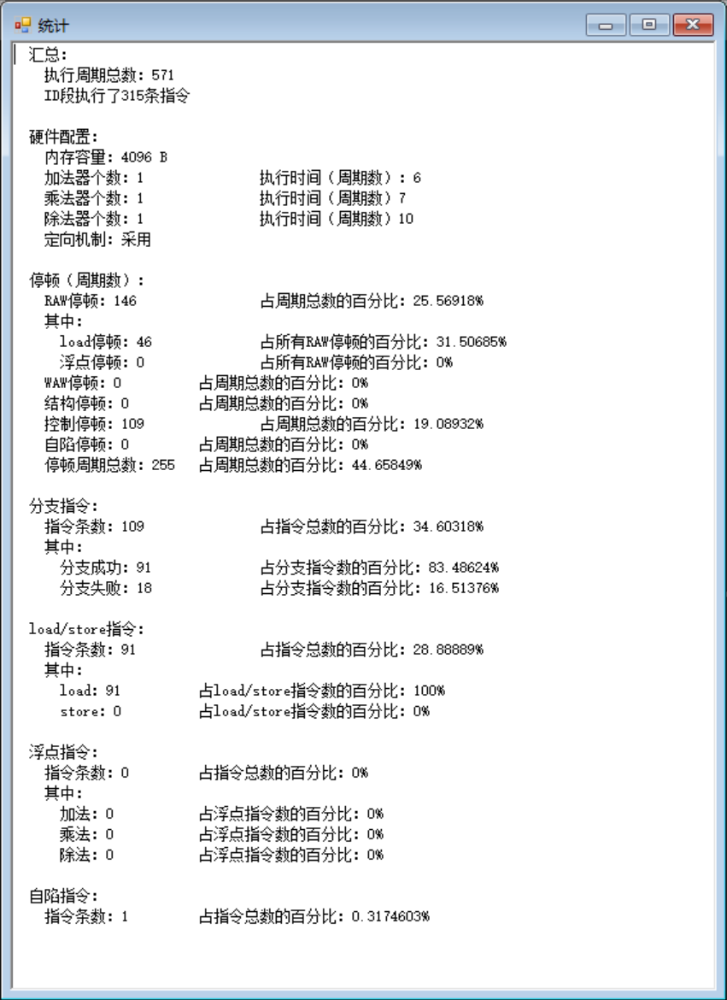 统计
汇总:
执行周期总数: 571
ID段执行了315条指令
硬件配置:
内存容量: 4096 B
加法器个数: 1 执行时间（周期数）: 6
乘法器个数: 1 执行时间（周期数）7
除法器个数: 1 执行时间（周期数）10
定向机制: 采用
停顿（周期数）:
RAW停顿: 146 占周期总数的百分比: 25.56918%
其中:
load停顿: 46 占所有RAW停顿的百分比: 31.50685%
浮点停顿: 0 占所有RAW停顿的百分比: 0%
WAW停顿: 0 占周期总数的百分比: 0%
结构停顿: 0 占周期总数的百分比: 0%
控制停顿: 109 占周期总数的百分比: 19.08932%
自陷停顿: 0 占周期总数的百分比: 0%
停顿周期总数: 255 占周期总数的百分比: 44.65849%
分支指令:
指令条数: 109 占指令总数的百分比: 34.60318%
其中:
分支成功: 91 占分支指令数的百分比: 83.48624%
分支失败: 18 占分支指令数的百分比: 16.51376%
load/store指令:
指令条数: 91 占指令总数的百分比: 28.88889%
其中:
load: 91 占load/store指令数的百分比: 100%
store: 0 占load/store指令数的百分比: 0%
浮点指令:
指令条数: 0 占指令总数的百分比: 0%
其中:
加法: 0 占浮点指令数的百分比: 0%
乘法: 0 占浮点指令数的百分比: 0%
除法: 0 占浮点指令数的百分比: 0%
自陷指令:
指令条数: 1 占指令总数的百分比: 0.3174603%